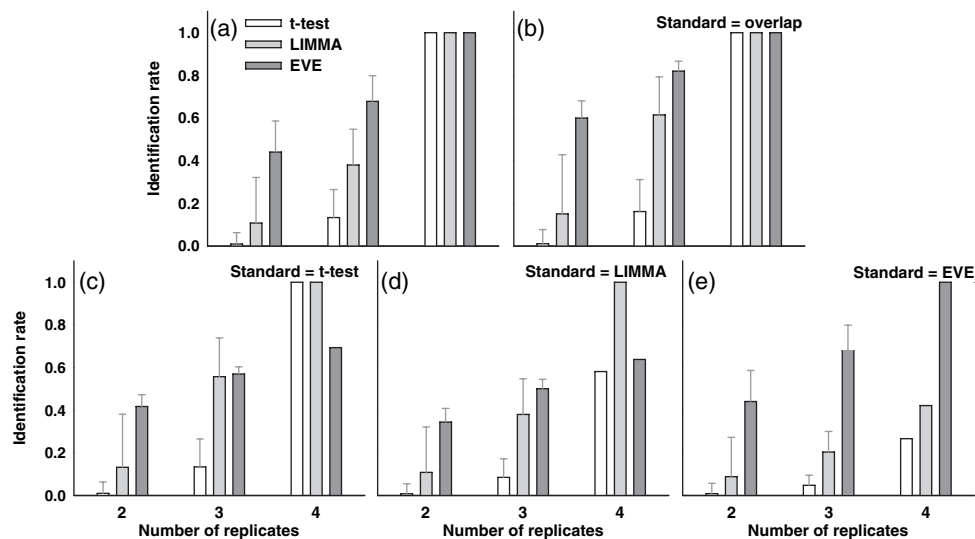 (a)
t-test
LIMMA
EVE
(b)
Standard = overlap
Identification rate
1.0
0.8
0.6
0.4
0.2
0.0
(c)
Standard = t-test
(d)
Standard = LIMMA
(e)
Standard = EVE
Identification rate
1.0
0.8
0.6
0.4
0.2
0.0
2 3 4 2 3 4 2 3 4
Number of replicates Number of replicates Number of replicates